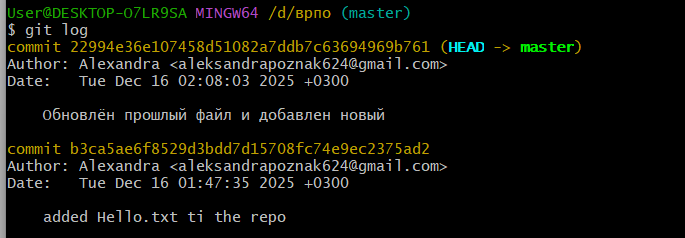 User@DESKTOP-O7LR9SA MINGW64 /d/врпо (master)
$ git log
commit 22994e36e107458d51082a7ddb7c63694969b761 (HEAD -> master)
Author: Alexandra <aleksandrapoznak624@gmail.com>
Date:   Tue Dec 16 02:08:03 2025 +0300
    Обновлён прошлый файл и добавлен новый
commit b3ca5ae6f8529d3bdd7d15708fc74e9ec2375ad2
Author: Alexandra <aleksandrapoznak624@gmail.com>
Date:   Tue Dec 16 01:47:35 2025 +0300
    added Hello.txt ti the repo